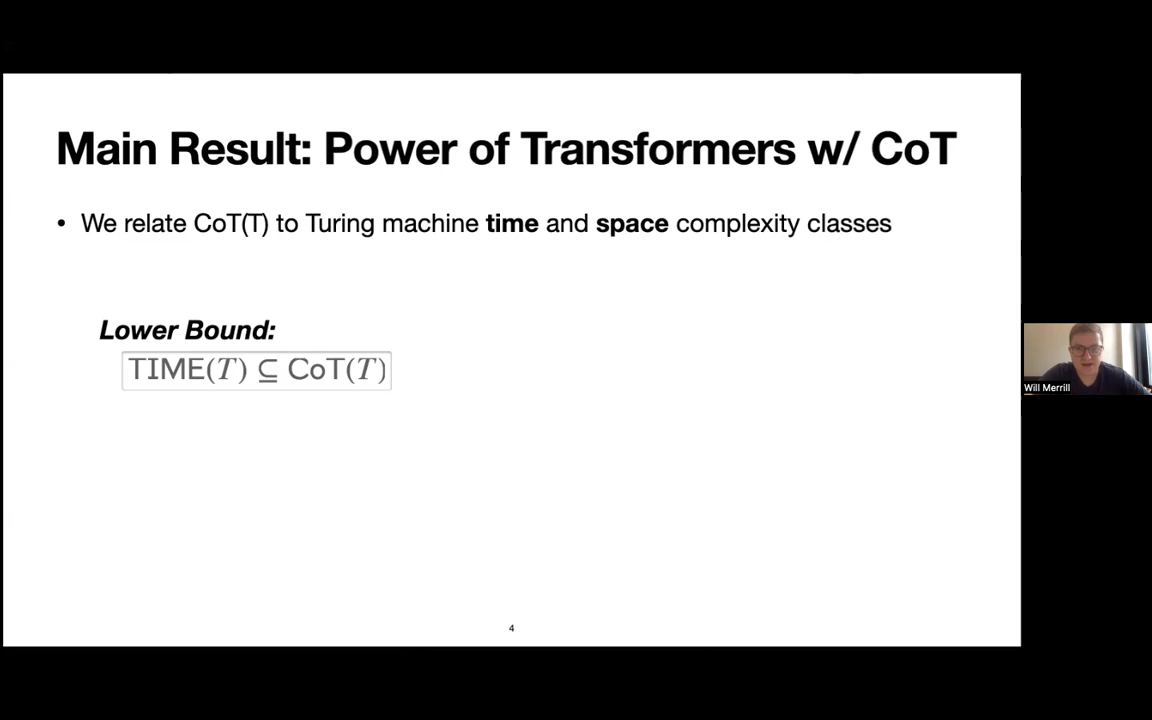 Main Result: Power of Transformers w/ CoT
• We relate CoT(T) to Turing machine time and space complexity classes
Lower Bound:
TIME(T) ⊆ CoT(T)
Will Merrill
4